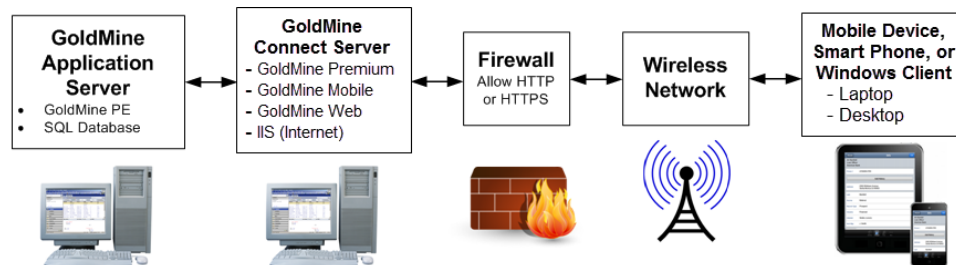 GoldMine
Application
Server
• GoldMine PE
• SQL Database
GoldMine
Connect Server
- GoldMine Premium
- GoldMine Mobile
- GoldMine Web
- IIS (Internet)
Firewall
Allow HTTP
or HTTPS
Wireless
Network
Mobile Device,
Smart Phone, or
Windows Client
- Laptop
- Desktop